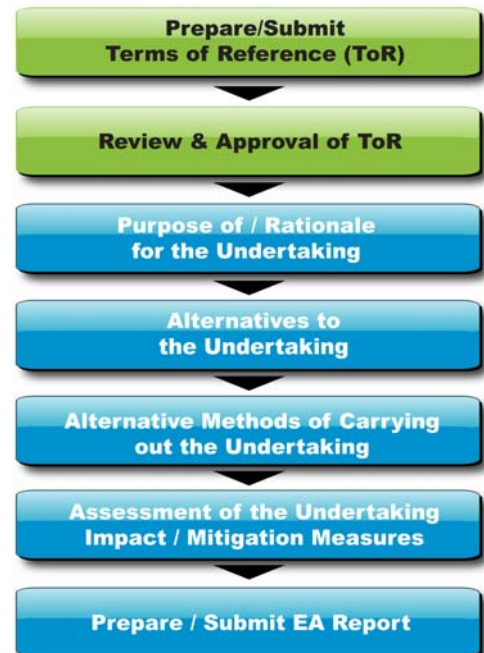 Prepare/Submit
Terms of Reference (ToR)
Review & Approval of ToR
Purpose of / Rationale
for the Undertaking
Alternatives to
the Undertaking
Alternative Methods of Carrying
out the Undertaking
Assessment of the Undertaking
Impact / Mitigation Measures
Prepare / Submit EA Report